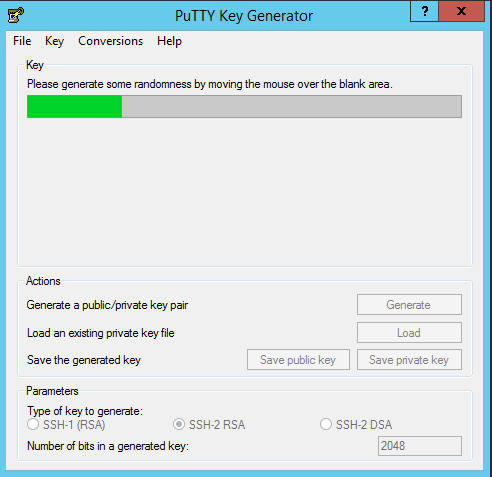 PuTTY Key Generator
?
X
File Key Conversions Help
Key
Please generate some randomness by moving the mouse over the blank area.
Actions
Generate a public/private key pair
Generate
Load an existing private key file
Load
Save the generated key
Save public key
Save private key
Parameters
Type of key to generate:
SSH-1 (RSA)
SSH-2 RSA
SSH-2 DSA
Number of bits in a generated key:
2048